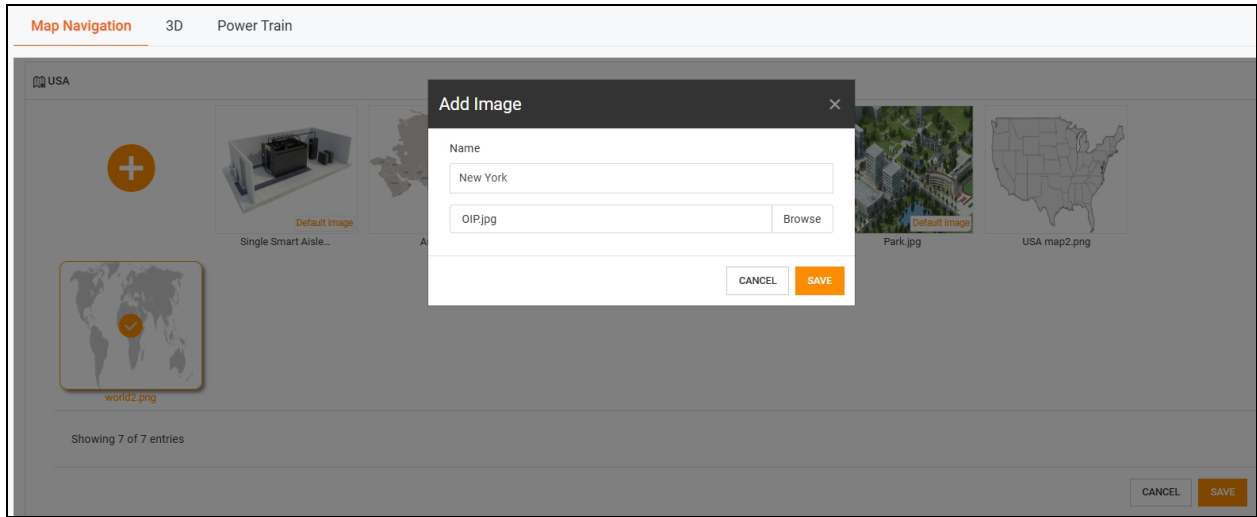 Map Navigation 3D Power Train
USA
Add Image
Name
New York
OIP.jpg Browse
CANCEL SAVE
Default image Default image
Single Smart Aisle... Park.jpg USA map2.png
world2.png
Showing 7 of 7 entries
CANCEL SAVE